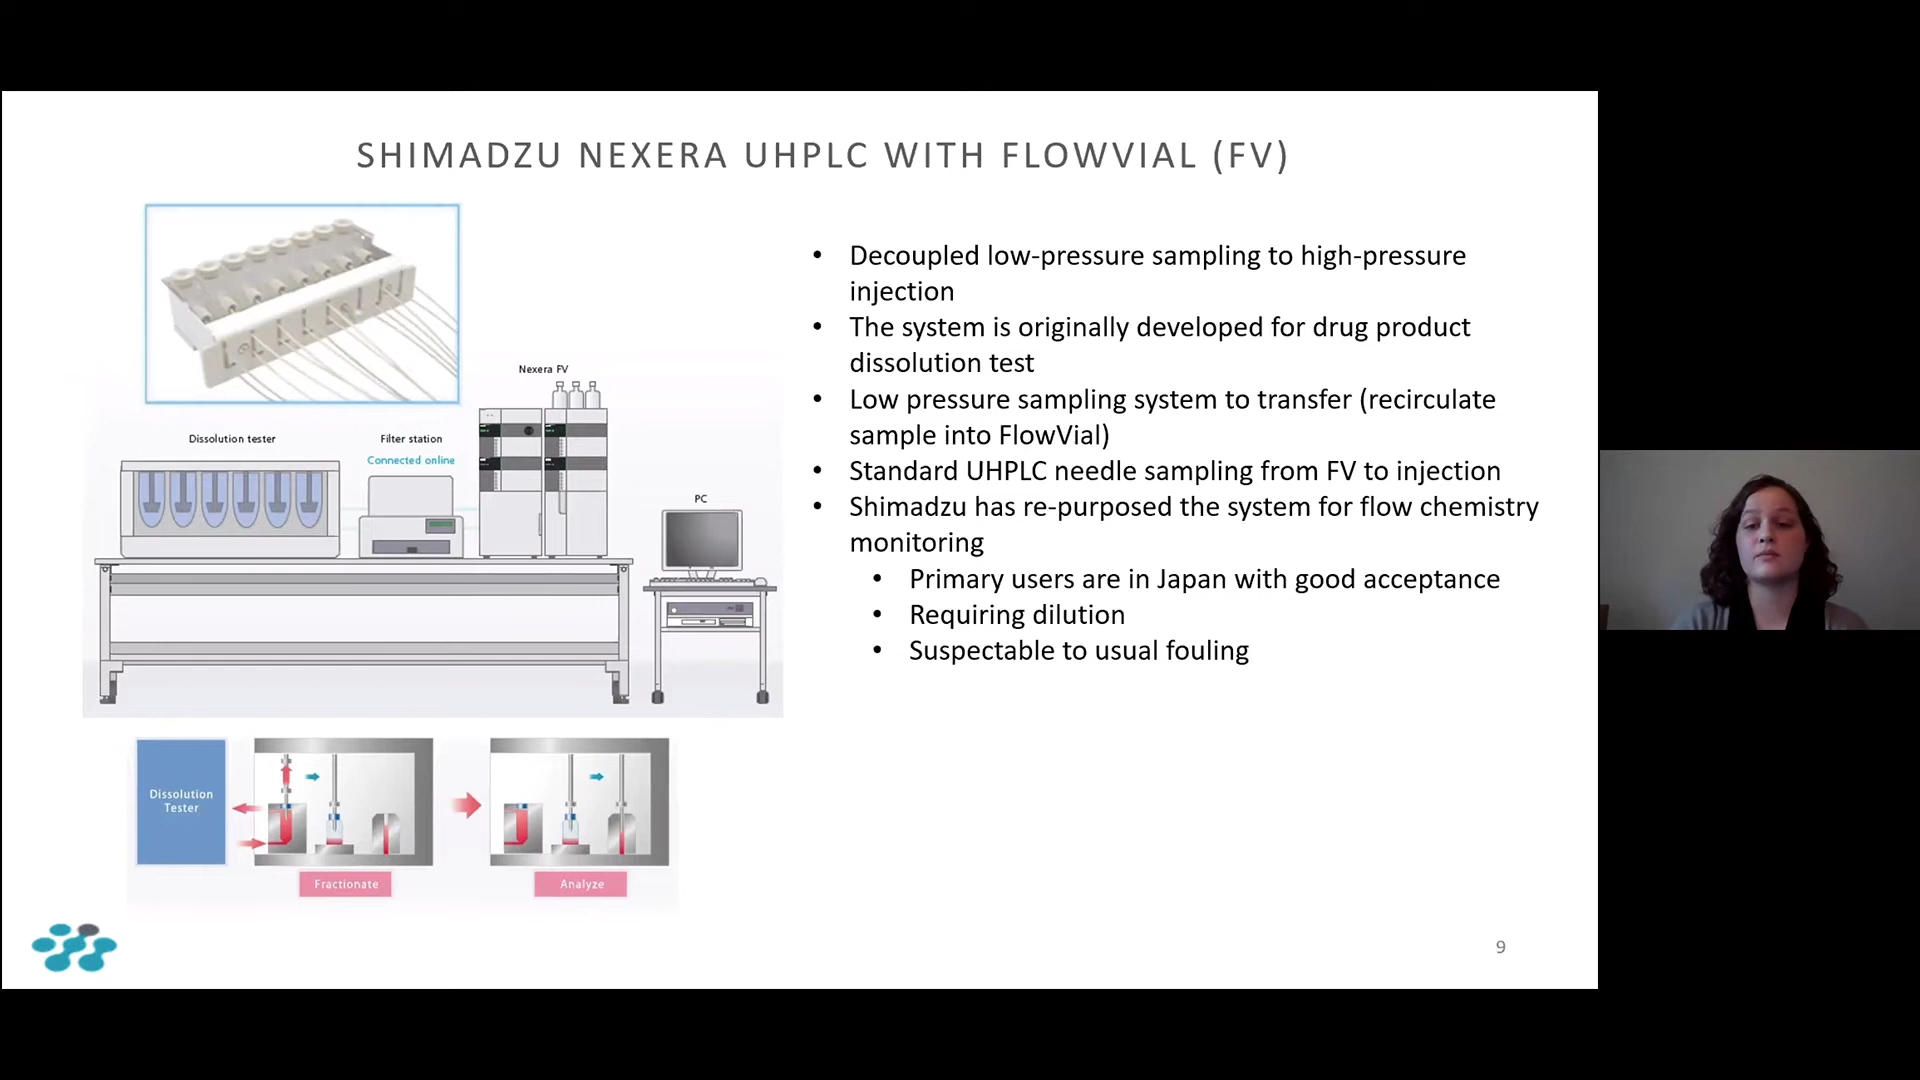 SHIMADZU NEXERA UHPLC WITH FLOWVIAL (FV)
Nexera FV
Dissolution tester
Filter station
Connected online
PC
Dissolution
Tester
Fractionate
Analyze
• Decoupled low-pressure sampling to high-pressure
injection
• The system is originally developed for drug product
dissolution test
• Low pressure sampling system to transfer (recirculate
sample into FlowVial)
• Standard UHPLC needle sampling from FV to injection
• Shimadzu has re-purposed the system for flow chemistry
monitoring
• Primary users are in Japan with good acceptance
• Requiring dilution
• Suspectable to usual fouling
9